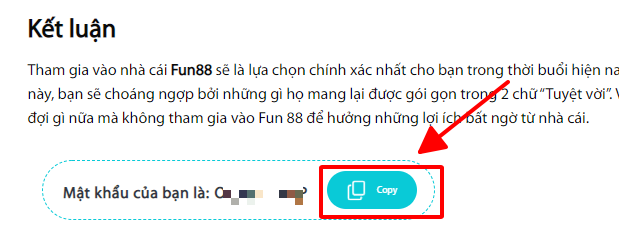 Kết luận
Tham gia vào nhà cái Fun88 sẽ là lựa chọn chính xác nhất cho bạn trong thời buổi hiện na
này, bạn sẽ choáng ngợp bởi những gì họ mang lại được gói gọn trong 2 chữ “Tuyệt vời”. V
đợi gì nữa mà không tham gia vào Fun 88 để hưởng những lợi ích bất ngờ từ nhà cái.
Mật khẩu của bạn là: Copy